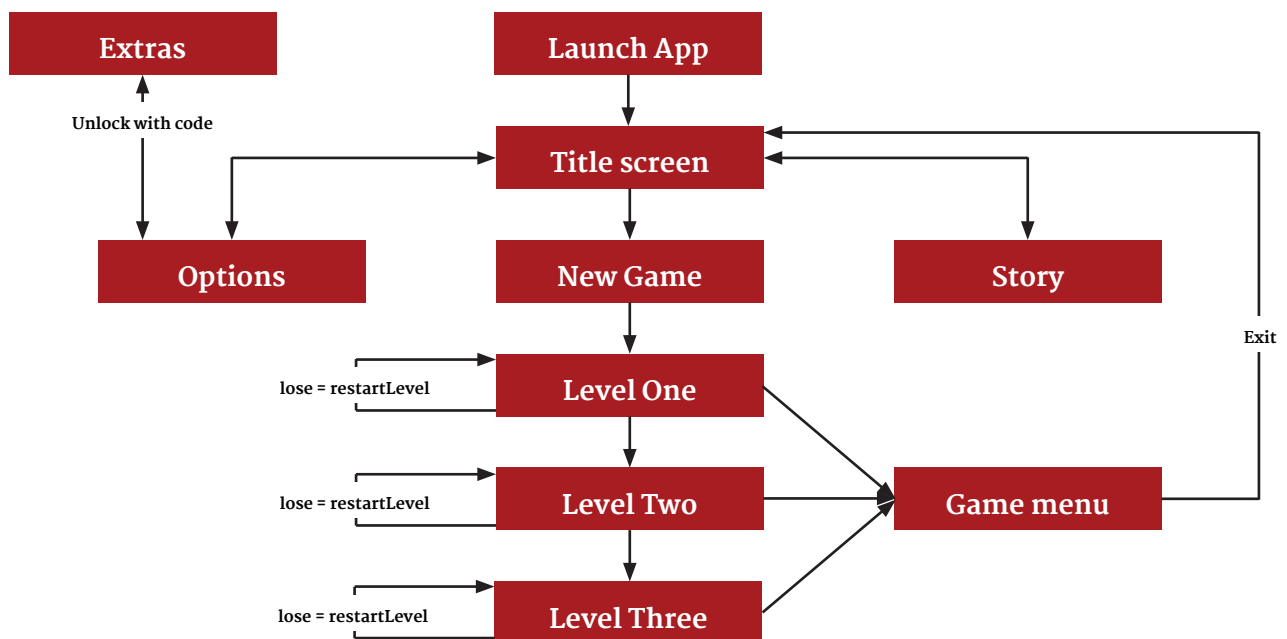 Extras
Launch App
Unlock with code
Title screen
Options
New Game
Story
Exit
lose = restartLevel
Level One
lose = restartLevel
Level Two
Game menu
lose = restartLevel
Level Three